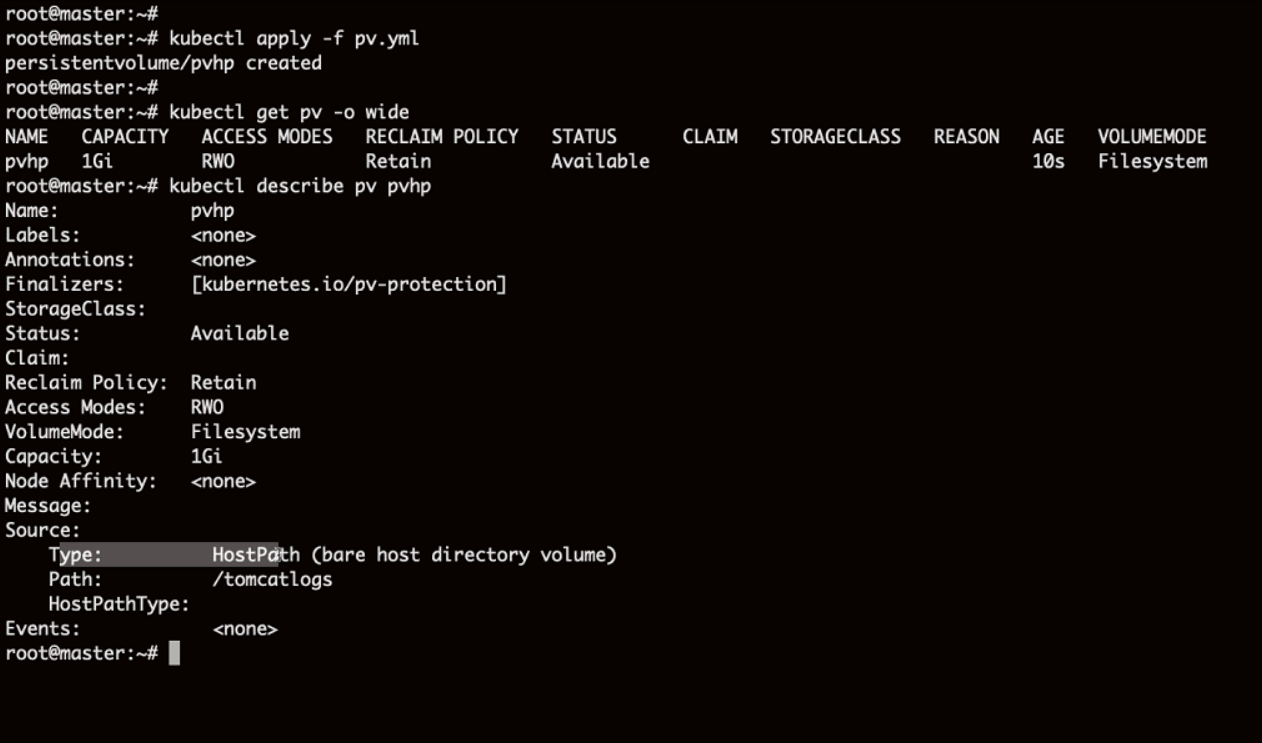 root@master:~#
root@master:~# kubectl apply -f pv.yml
persistentvolume/pvhp created
root@master:~#
root@master:~# kubectl get pv -o wide
NAME   CAPACITY   ACCESS MODES   RECLAIM POLICY   STATUS      CLAIM   STORAGECLASS   REASON   AGE   VOLUMEMODE
pvhp   1Gi        RWO            Retain           Available                                   10s   Filesystem
root@master:~# kubectl describe pv pvhp
Name:            pvhp
Labels:          <none>
Annotations:     <none>
Finalizers:      [kubernetes.io/pv-protection]
StorageClass:
Status:          Available
Claim:
Reclaim Policy:  Retain
Access Modes:    RWO
VolumeMode:      Filesystem
Capacity:        1Gi
Node Affinity:   <none>
Message:
Source:
    Type:          HostPath (bare host directory volume)
    Path:          /tomcatlogs
    HostPathType:
Events:            <none>
root@master:~#